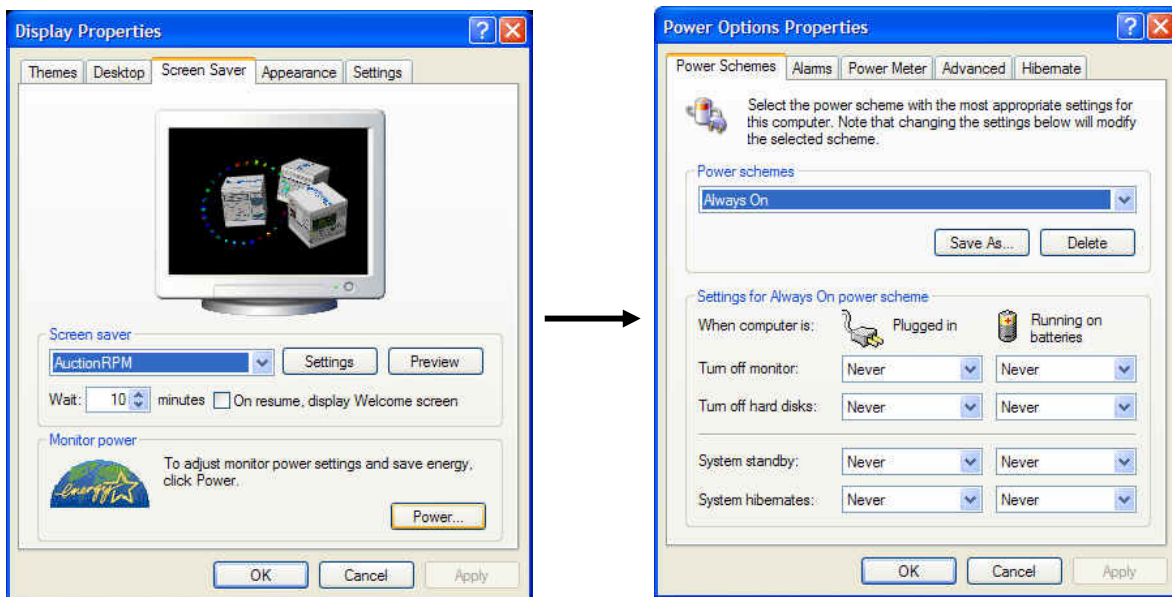 Display Properties
Themes Desktop Screen Saver Appearance Settings
Screen saver
AuctionRPM
Settings
Preview
Wait: 10 minutes On resume, display Welcome screen
Monitor power
To adjust monitor power settings and save energy,
click Power.
energy
Power...
OK Cancel Apply
Power Options Properties
Power Schemes Alarms Power Meter Advanced Hibernate
Select the power scheme with the most appropriate settings for
this computer. Note that changing the settings below will modify
the selected scheme.
Power schemes
Always On
Save As... Delete
Settings for Always On power scheme
When computer is: Plugged in Running on
batteries
Turn off monitor: Never Never
Turn off hard disks: Never Never
System standby: Never Never
System hibernates: Never Never
OK Cancel Apply